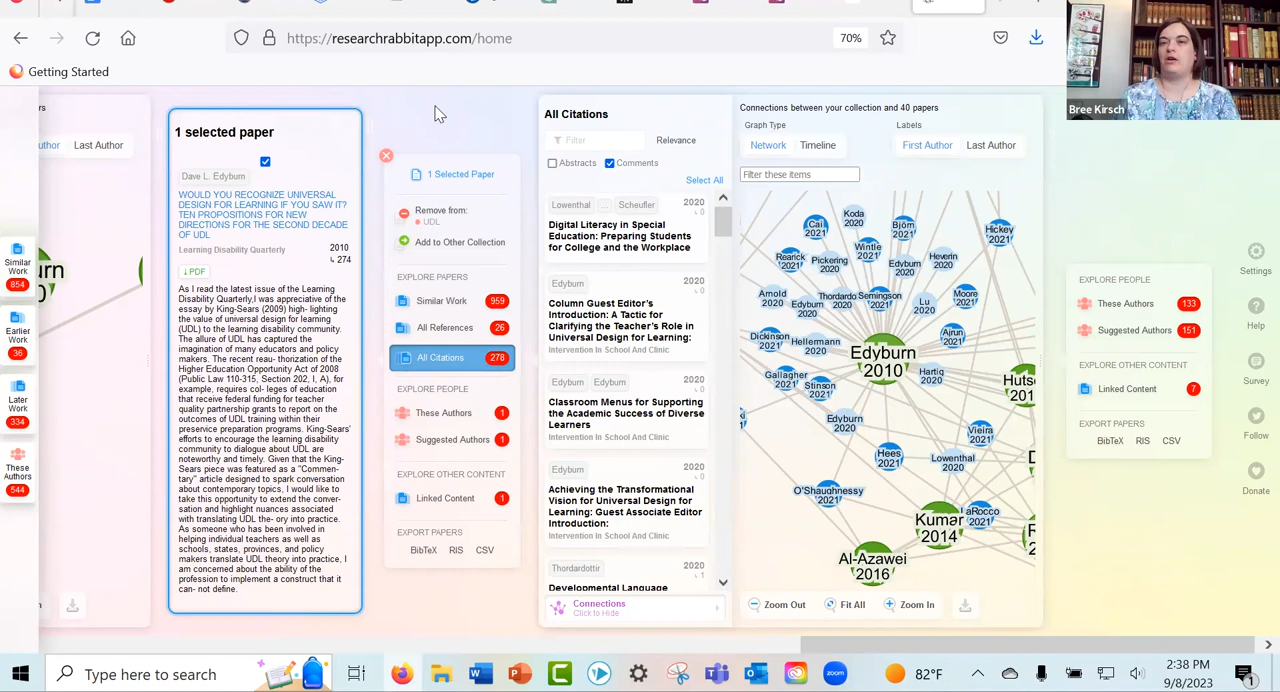 https://researchrabbitapp.com/home
70%
Getting Started
Bree Kirsch
Last Author
1 selected paper
Dave L. Edyburn
WOULD YOU RECOGNIZE UNIVERSAL
DESIGN FOR LEARNING IF YOU SAW IT?
TEN PROPOSITIONS FOR NEW
DIRECTIONS FOR THE SECOND DECADE
OF UDL
Learning Disability Quarterly
2010
274
PDF
As I read the latest issue of the Learning
Disability Quarterly,I was appreciative of the
essay by King-Sears (2009) high- lighting
the value of universal design for learning
(UDL) to the learning disability community.
The allure of UDL has captured the
imagination of many educators and policy
makers. The recent reau- thorization of the
Higher Education Opportunity Act of 2008
(Public Law 110-315, Section 202, I, A), for
example, requires col- leges of education
that receive federal funding for teacher
quality partnership grants to report on the
outcomes of UDL training within their
preservice preparation programs. King-Sears'
efforts to encourage the learning disability
community to dialogue about UDL are
noteworthy and timely. Given that the King-
Sears piece was featured as a "Commen-
tary" article designed to spark conversation
about contemporary topics, I would like to
take this opportunity to extend the conver-
sation and highlight nuances associated
with translating UDL the- ory into practice.
As someone who has been involved in
helping individual teachers as well as
schools, states, provinces, and policy
makers translate UDL theory into practice, I
am concerned about the ability of the
profession to implement a construct that it
can- not define.
Similar
Work
854
Earlier
Work
36
Later
Work
334
These
Authors
544
1 Selected Paper
Remove from:
UDL
Add to Other Collection
EXPLORE PAPERS
Similar Work 959
All References 26
All Citations 278
EXPLORE PEOPLE
These Authors 1
Suggested Authors 1
EXPLORE OTHER CONTENT
Linked Content 1
EXPORT PAPERS
BibTeX RIS CSV
All Citations
Filter
Relevance
Abstracts Comments
Select All
Lowenthal ... Scheufler 2020
0
Digital Literacy in Special
Education: Preparing Students
for College and the Workplace
Edyburn 2020
0
Column Guest Editor's
Introduction: A Tactic for
Clarifying the Teacher's Role in
Universal Design for Learning:
Intervention In School And Clinic
Edyburn Edyburn 2020
0
Classroom Menus for Supporting
the Academic Success of Diverse
Learners
Intervention In School And Clinic
Edyburn 2020
0
Achieving the Transformational
Vision for Universal Design for
Learning: Guest Associate Editor
Introduction:
Intervention In School And Clinic
Thordardottir 2020
1
Developmental Language
Connections
Click to Hide
Connections between your collection and 40 papers
Graph Type
Network Timeline
Labels
First Author Last Author
Filter these items
Koda
2020
Cai
2021
Björn
2021
Hickey
2021
Wintle
2020
Rearick
2021
Pickering
2020
Edyburn
2020
Heverin
2020
Arnold
2020
Edyburn
2020
Thordardo
2020
Semingson
2021
Lu
2020
Moore
2021
Dickinson
2021
Hellemann
2020
Ajrun
2021
Edyburn
2010
Gallagher
2021
Stinson
2021
Hartig
2020
Edyburn
2020
Vieira
2021
Hees
2021
Lowenthal
2020
O'Shaughnessy
2021
Kumar
2014
LaRocco
2021
Al-Azawei
2016
Zoom Out Fit All Zoom In
EXPLORE PEOPLE
These Authors 133
Suggested Authors 151
EXPLORE OTHER CONTENT
Linked Content 7
EXPORT PAPERS
BibTeX RIS CSV
Settings
Help
Survey
Follow
Donate
Type here to search
zoom
82°F
2:38 PM
9/8/2023
1